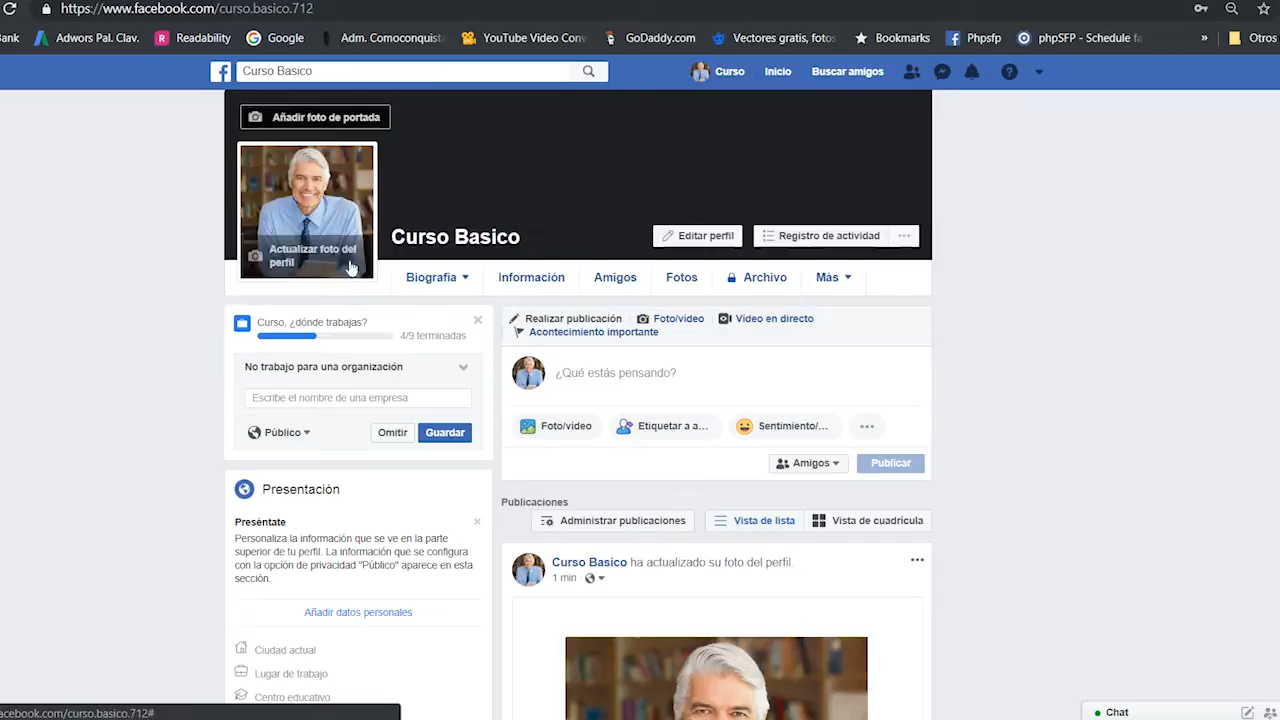 https://www.facebook.com/curso.basico.712
Bank
Adwors Pal. Clav.
Readability
Google
Adm. Comoconquista
YouTube Video Conv
GoDaddy.com
Vectores gratis, fotos
Bookmarks
Phpsfp
phpSFP - Schedule fa
»
Otros
Curso Basico
Curso
Inicio
Buscar amigos
Añadir foto de portada
Actualizar foto del
perfil
Curso Basico
Editar perfil
Registro de actividad
Biografía
Información
Amigos
Fotos
Archivo
Más
Curso, ¿dónde trabajas?
4/9 terminadas
No trabajo para una organización
Escribe el nombre de una empresa
Público
Omitir
Guardar
Presentación
Preséntate
Personaliza la información que se ve en la parte
superior de tu perfil. La información que se configura
con la opción de privacidad "Público" aparece en esta
sección.
Añadir datos personales
Ciudad actual
Lugar de trabajo
Centro educativo
Realizar publicación
Foto/vídeo
Vídeo en directo
Acontecimiento importante
¿Qué estás pensando?
Foto/vídeo
Etiquetar a a...
Sentimiento/...
Amigos
Publicar
Publicaciones
Administrar publicaciones
Vista de lista
Vista de cuadrícula
Curso Basico ha actualizado su foto del perfil.
1 min
acebook.com/curso.basico.712#
Chat